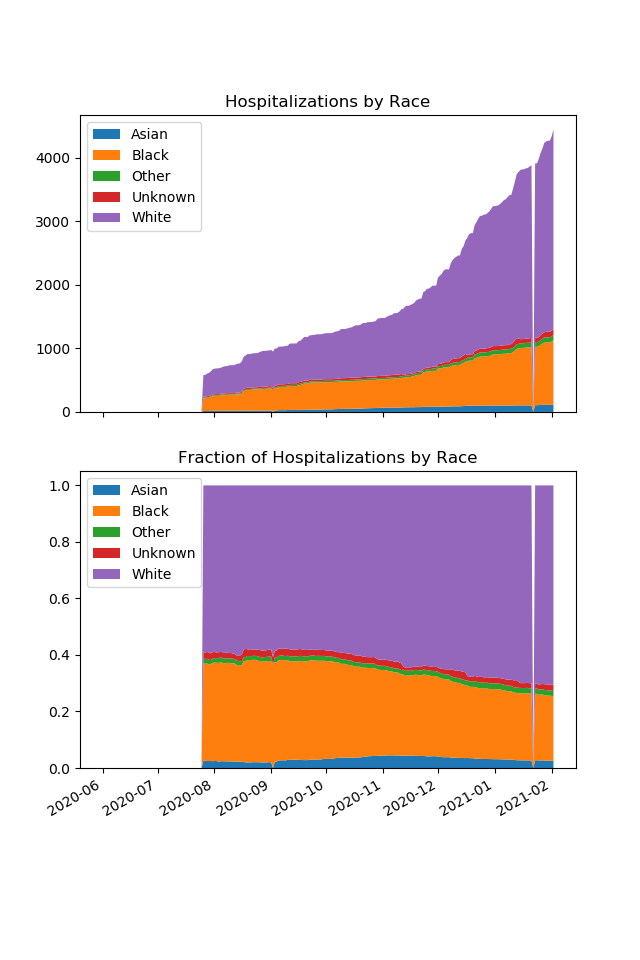 Hospitalizations by Race
Asian
Black
Other
Unknown
White
4000
3000
2000
1000
0
Fraction of Hospitalizations by Race
Asian
Black
Other
Unknown
White
1.0
0.8
0.6
0.4
0.2
0.0
2020-06
2020-07
2020-08
2020-09
2020-10
2020-11
2020-12
2021-01
2021-02